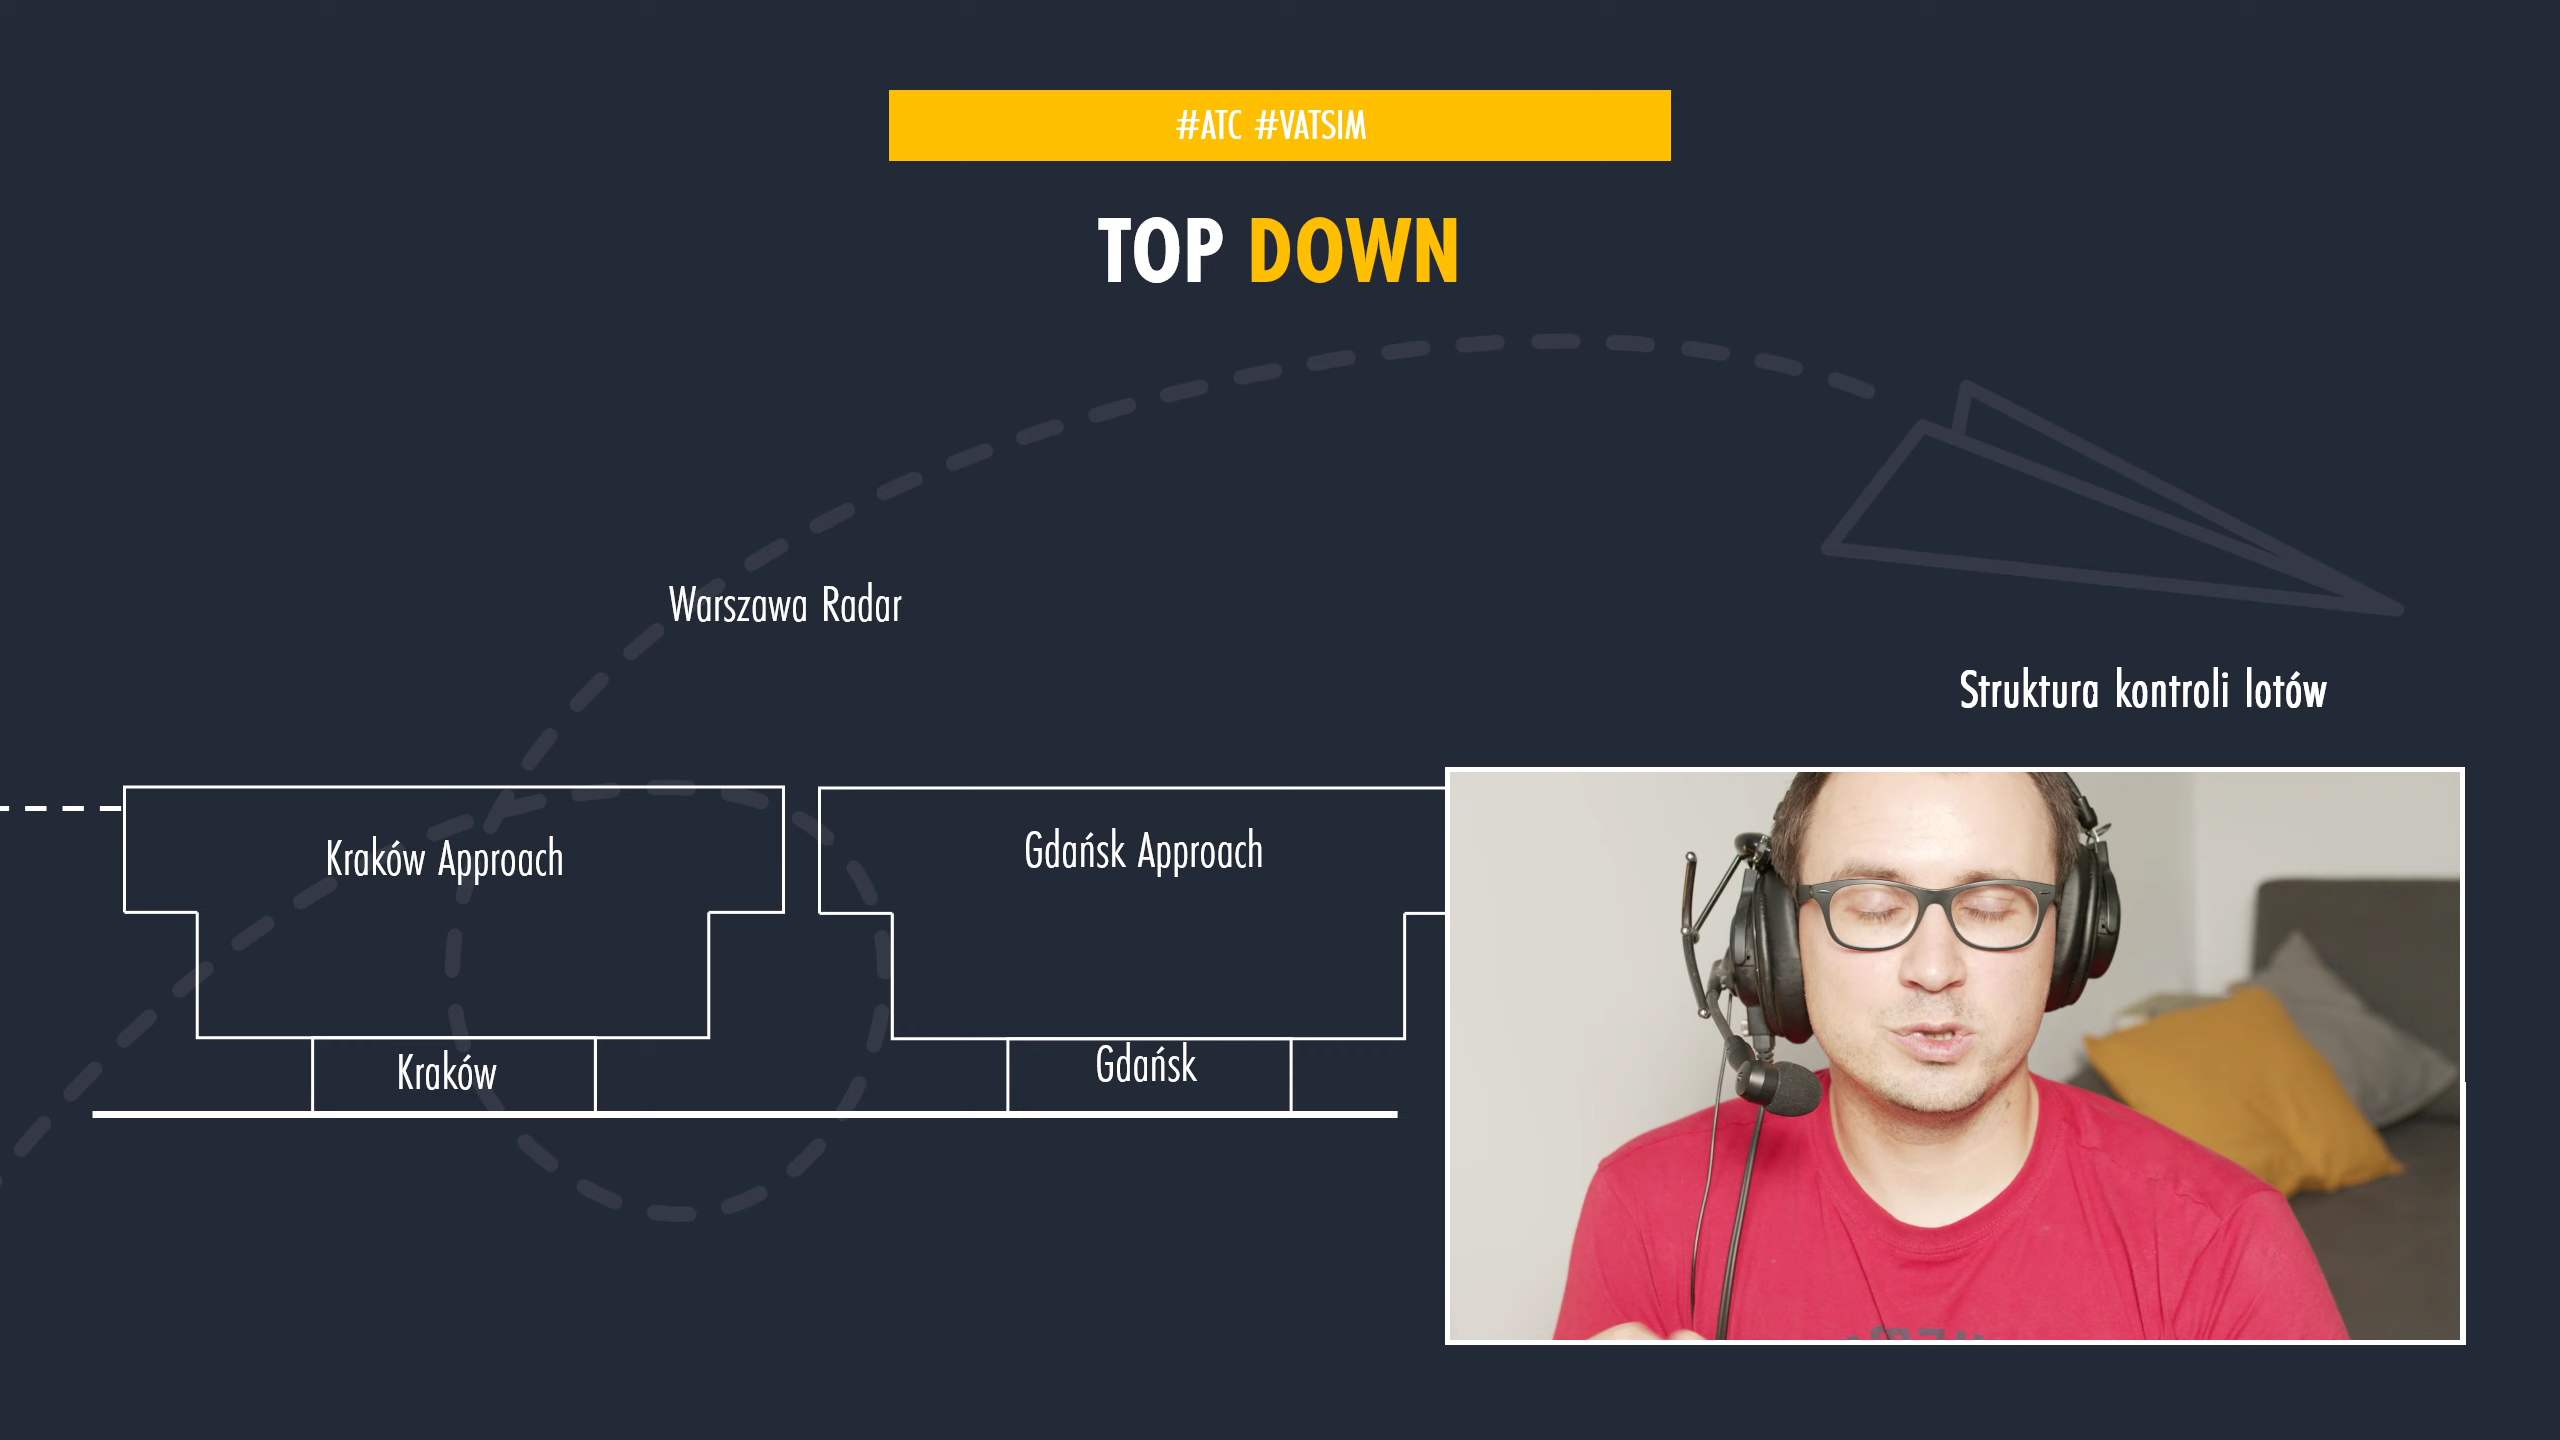 #ATC #VATSIM
TOP DOWN
Warszawa Radar
Struktura kontroli lotów
Kraków Approach
Gdańsk Approach
Kraków
Gdańsk